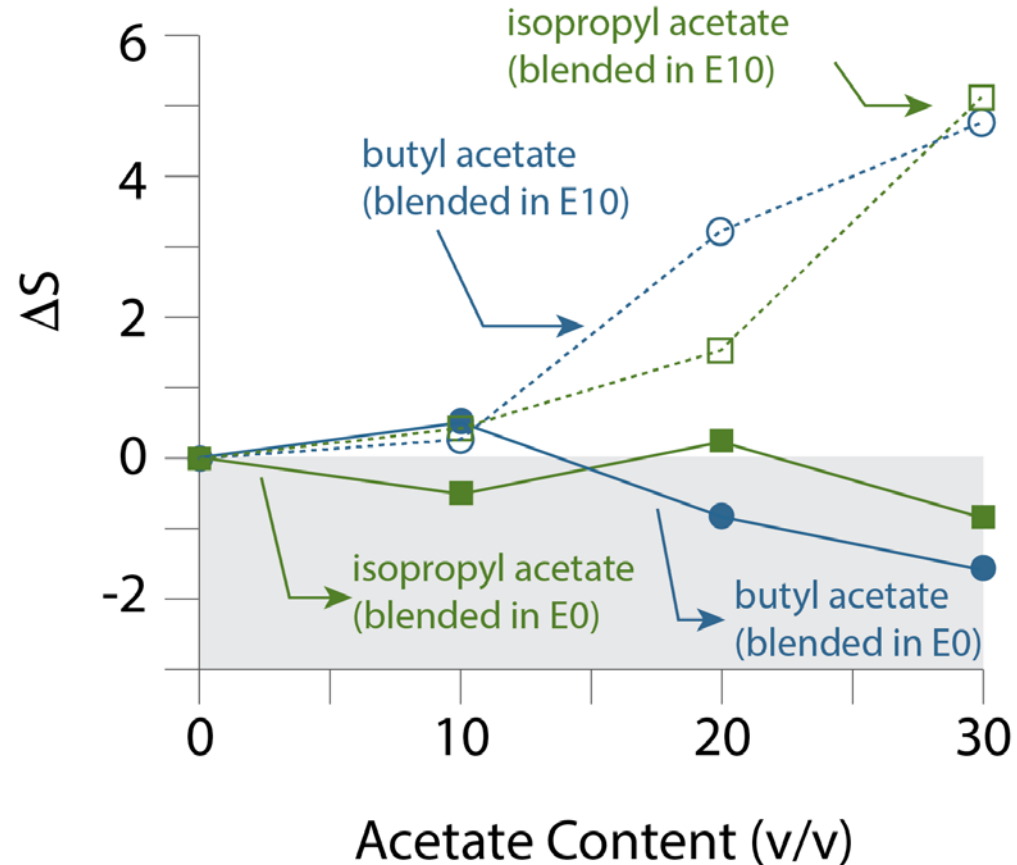 isopropyl acetate
(blended in E10)
butyl acetate
(blended in E10)
6
4
2
0
-2
ΔS
isopropyl acetate
(blended in E0)
butyl acetate
(blended in E0)
0 10 20 30
Acetate Content (v/v)